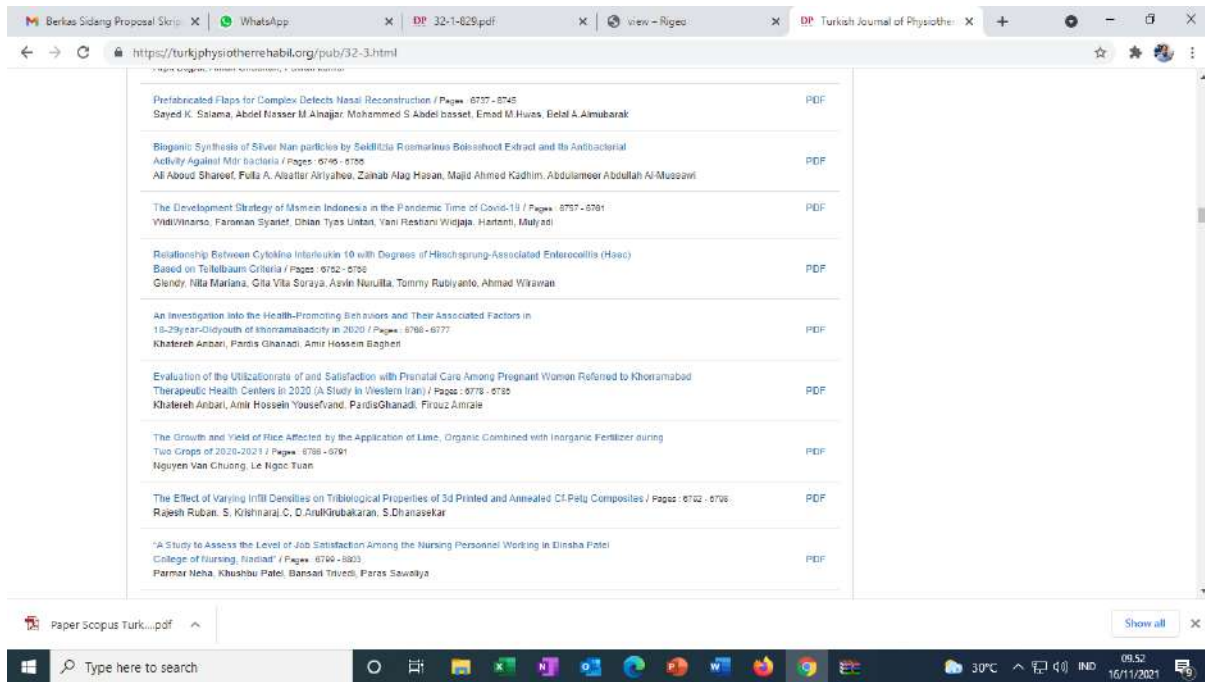 Berkas Sidang Proposal Skrip
WhatsApp
DP 32-1-829.pdf
view – Rigeo
DP Turkish Journal of Physiother
https://turkjphysiotherrehabil.org/pub/32-3.html
Prefabricated Flaps for Complex Defects Nasal Reconstruction / Pages : 6737 - 6745
PDF
Sayed K. Salama, Abdel Nasser M Alnajjar, Mohammed S Abdel basset, Emad M.Hwas, Belal A.Almubarak
Biogenic Synthesis of Silver Nan particles by Seidlitzia Rosmarinus Boissshoot Extract and Its Antibacterial
Activity Against Mdr bacteria / Pages : 6746 - 6756
PDF
Ali Aboud Shareef, Fulla A. Alsatter Alriyahee, Zainab Alag Hasan, Majid Ahmed Kadhim, Abdulameer Abdullah Al-Mussawi
The Development Strategy of Msmein Indonesia in the Pandemic Time of Covid-19 / Pages : 6757 - 6761
PDF
WidiWinarso, Faroman Syarief, Dhian Tyas Untari, Yani Restiani Widjaja, Hartanti, Mulyadi
Relationship Between Cytokine Interleukin 10 with Degrees of Hirschsprung-Associated Enterocolitis (Haec)
Based on Teitelbaum Criteria / Pages : 6762 - 6768
PDF
Glendy, Nita Mariana, Gita Vita Soraya, Asvin Nurulita, Tommy Rubiyanto, Ahmad Wirawan
An Investigation Into the Health-Promoting Behaviors and Their Associated Factors in
18-29year-Oldyouth of khorramabadcity in 2020 / Pages : 6768 - 6777
PDF
Khatereh Anbari, Pardis Ghanadi, Amir Hossein Bagheri
Evaluation of the Utilizationrate of and Satisfaction with Prenatal Care Among Pregnant Women Referred to Khorramabad
Therapeutic Health Centers in 2020 (A Study in Western Iran) / Pages : 6778 - 6785
PDF
Khatereh Anbari, Amir Hossein Yousefvand, PardisGhanadi, Firouz Amraie
The Growth and Yield of Rice Affected by the Application of Lime, Organic Combined with Inorganic Fertilizer during
Two Crops of 2020-2021 / Pages : 6786 - 6791
PDF
Nguyen Van Chuong, Le Ngoc Tuan
The Effect of Varying Infill Densities on Tribiological Properties of 3d Printed and Annealed Cf-Petg Composites / Pages : 6792 - 6798
PDF
Rajesh Ruban. S, Krishnaraj.C, D.ArulKirubakaran, S.Dhanasekar
"A Study to Assess the Level of Job Satisfaction Among the Nursing Personnel Working in Dinsha Patel
College of Nursing, Nadiad" / Pages : 6799 - 6803
PDF
Parmar Neha, Khushbu Patel, Bansari Trivedi, Paras Sawaliya
Paper Scopus Turk....pdf
Show all
Type here to search
30°C
IND
09.52
16/11/2021